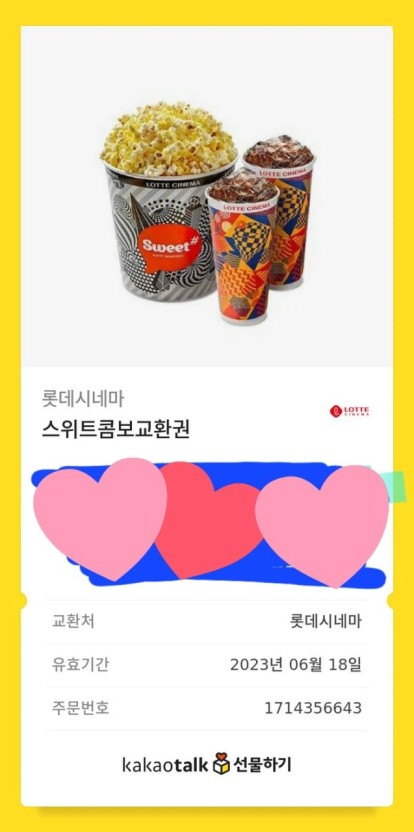 LOTTE CINEMA
LOTTE CINEMA
LOTTE CINEMA
Sweet#
롯데시네마
스위트콤보교환권
LOTTE
CINEMA
교환처 롯데시네마
유효기간 2023년 06월 18일
주문번호 1714356643
kakaotalk 선물하기